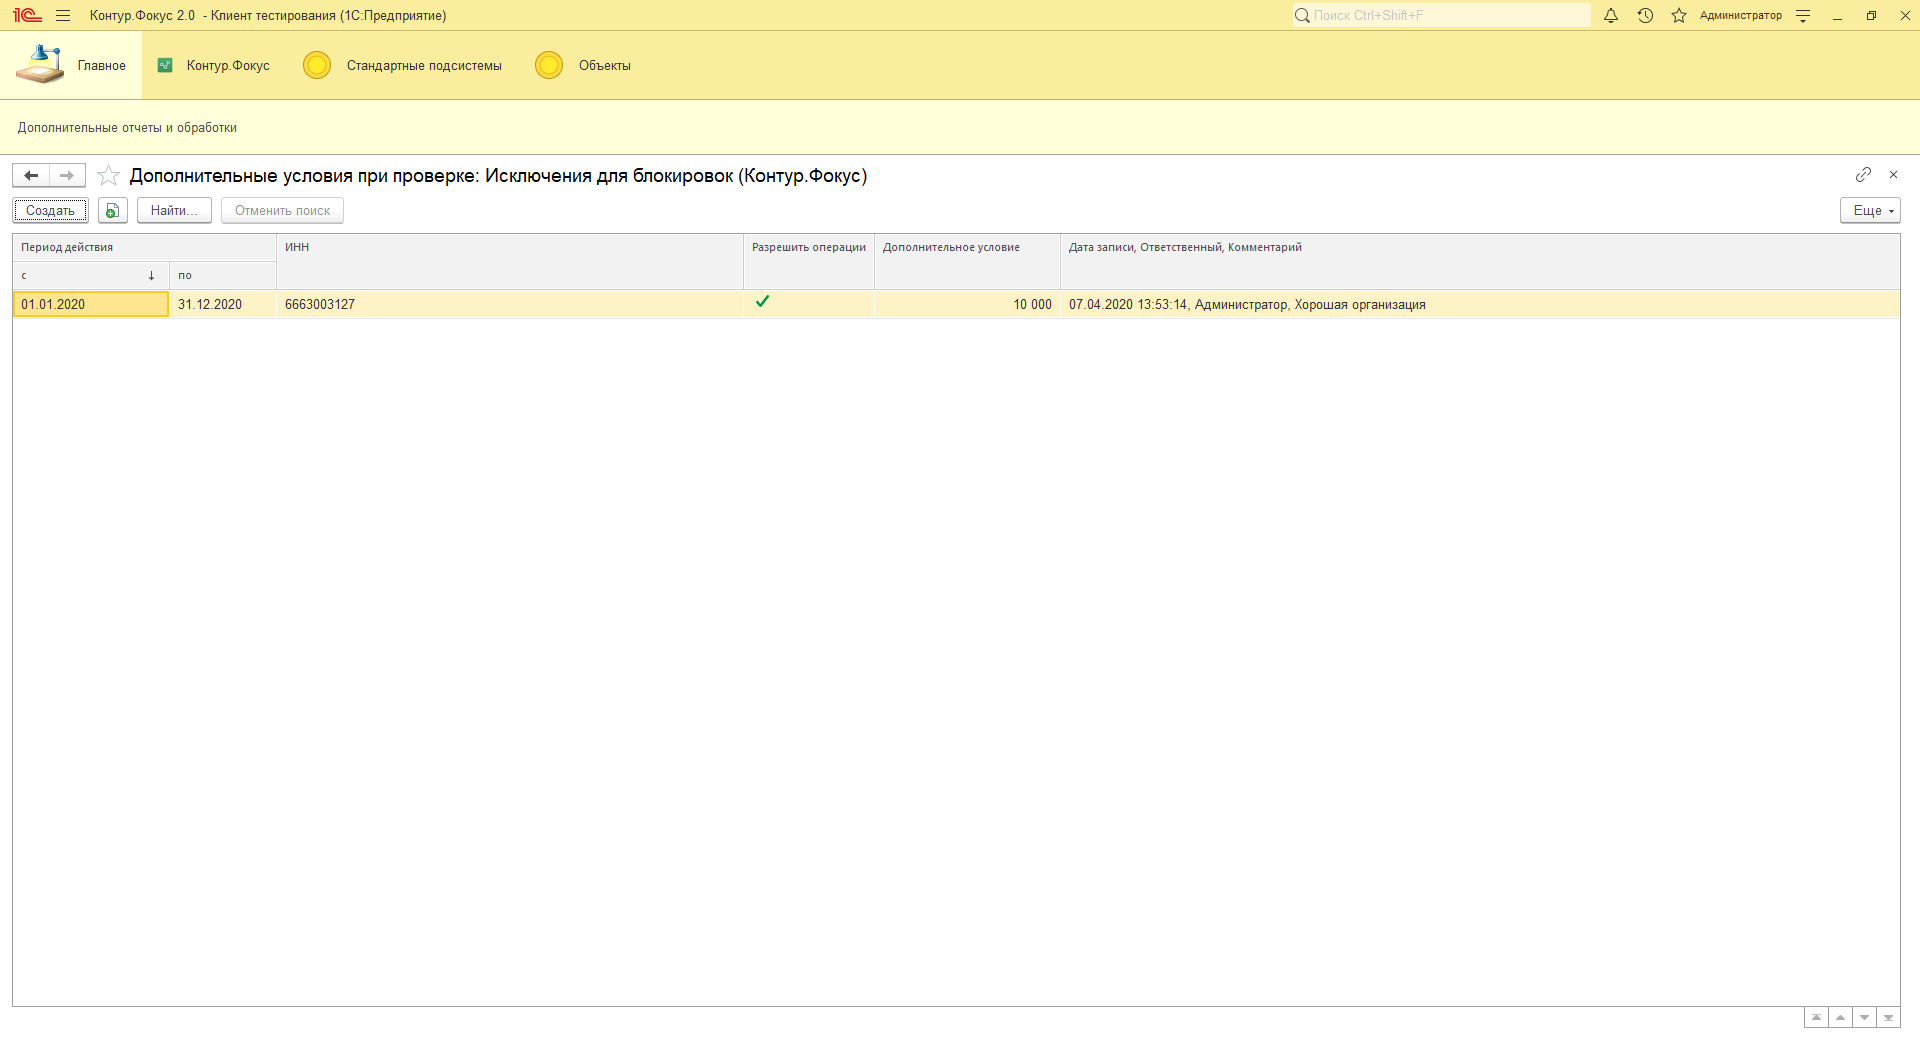 1С Контур.Фокус 2.0 - Клиент тестирования (1С:Предприятие) Поиск Ctrl+Shift+F Администратор
Главное Контур.Фокус Стандартные подсистемы Объекты
Дополнительные отчеты и обработки
Дополнительные условия при проверке: Исключения для блокировок (Контур.Фокус)
Создать Найти... Отменить поиск Еще
Период действия ИНН Разрешить операции Дополнительное условие Дата записи, Ответственный, Комментарий
с по
01.01.2020 31.12.2020 6663003127 10 000 07.04.2020 13:53:14, Администратор, Хорошая организация